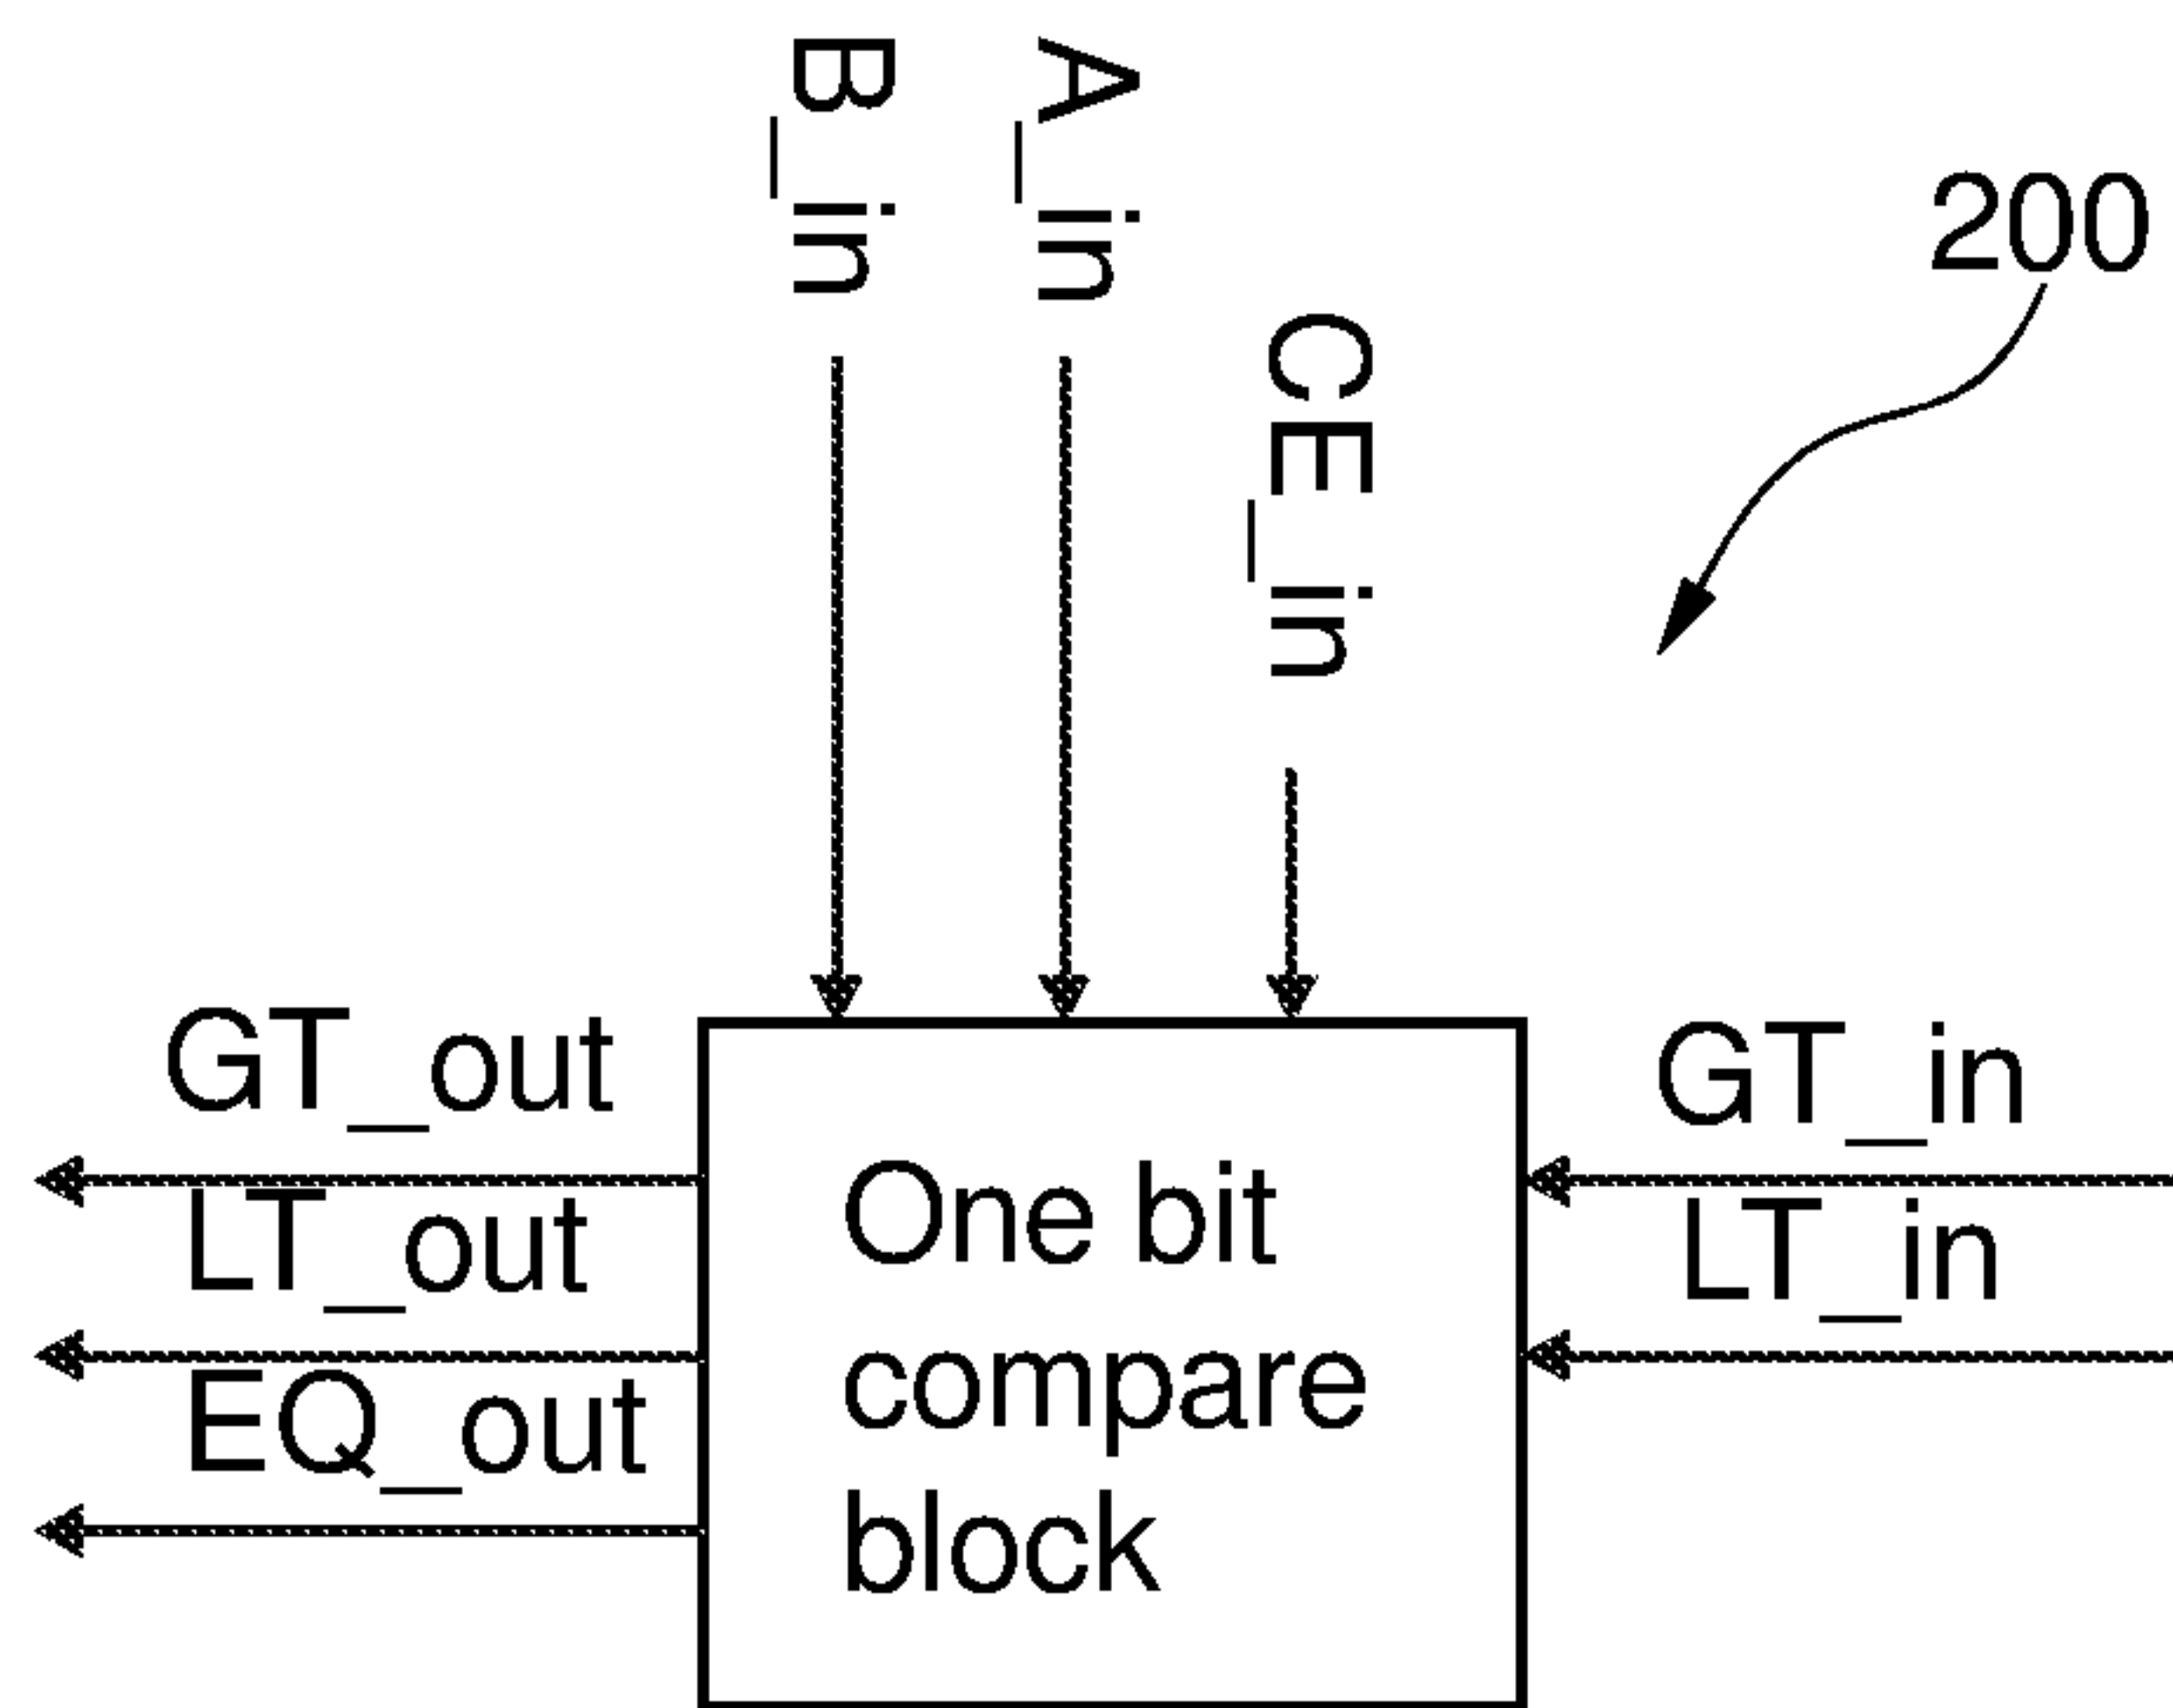 B_in
A_in
CE_in
200
GT_out
LT_out
EQ_out
One bit
compare
block
GT_in
LT_in